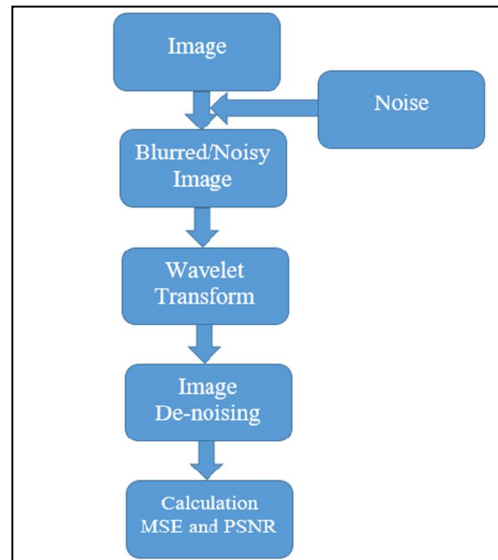 Image
Noise
Blurred/Noisy
Image
Wavelet
Transform
Image
De-noising
Calculation
MSE and PSNR